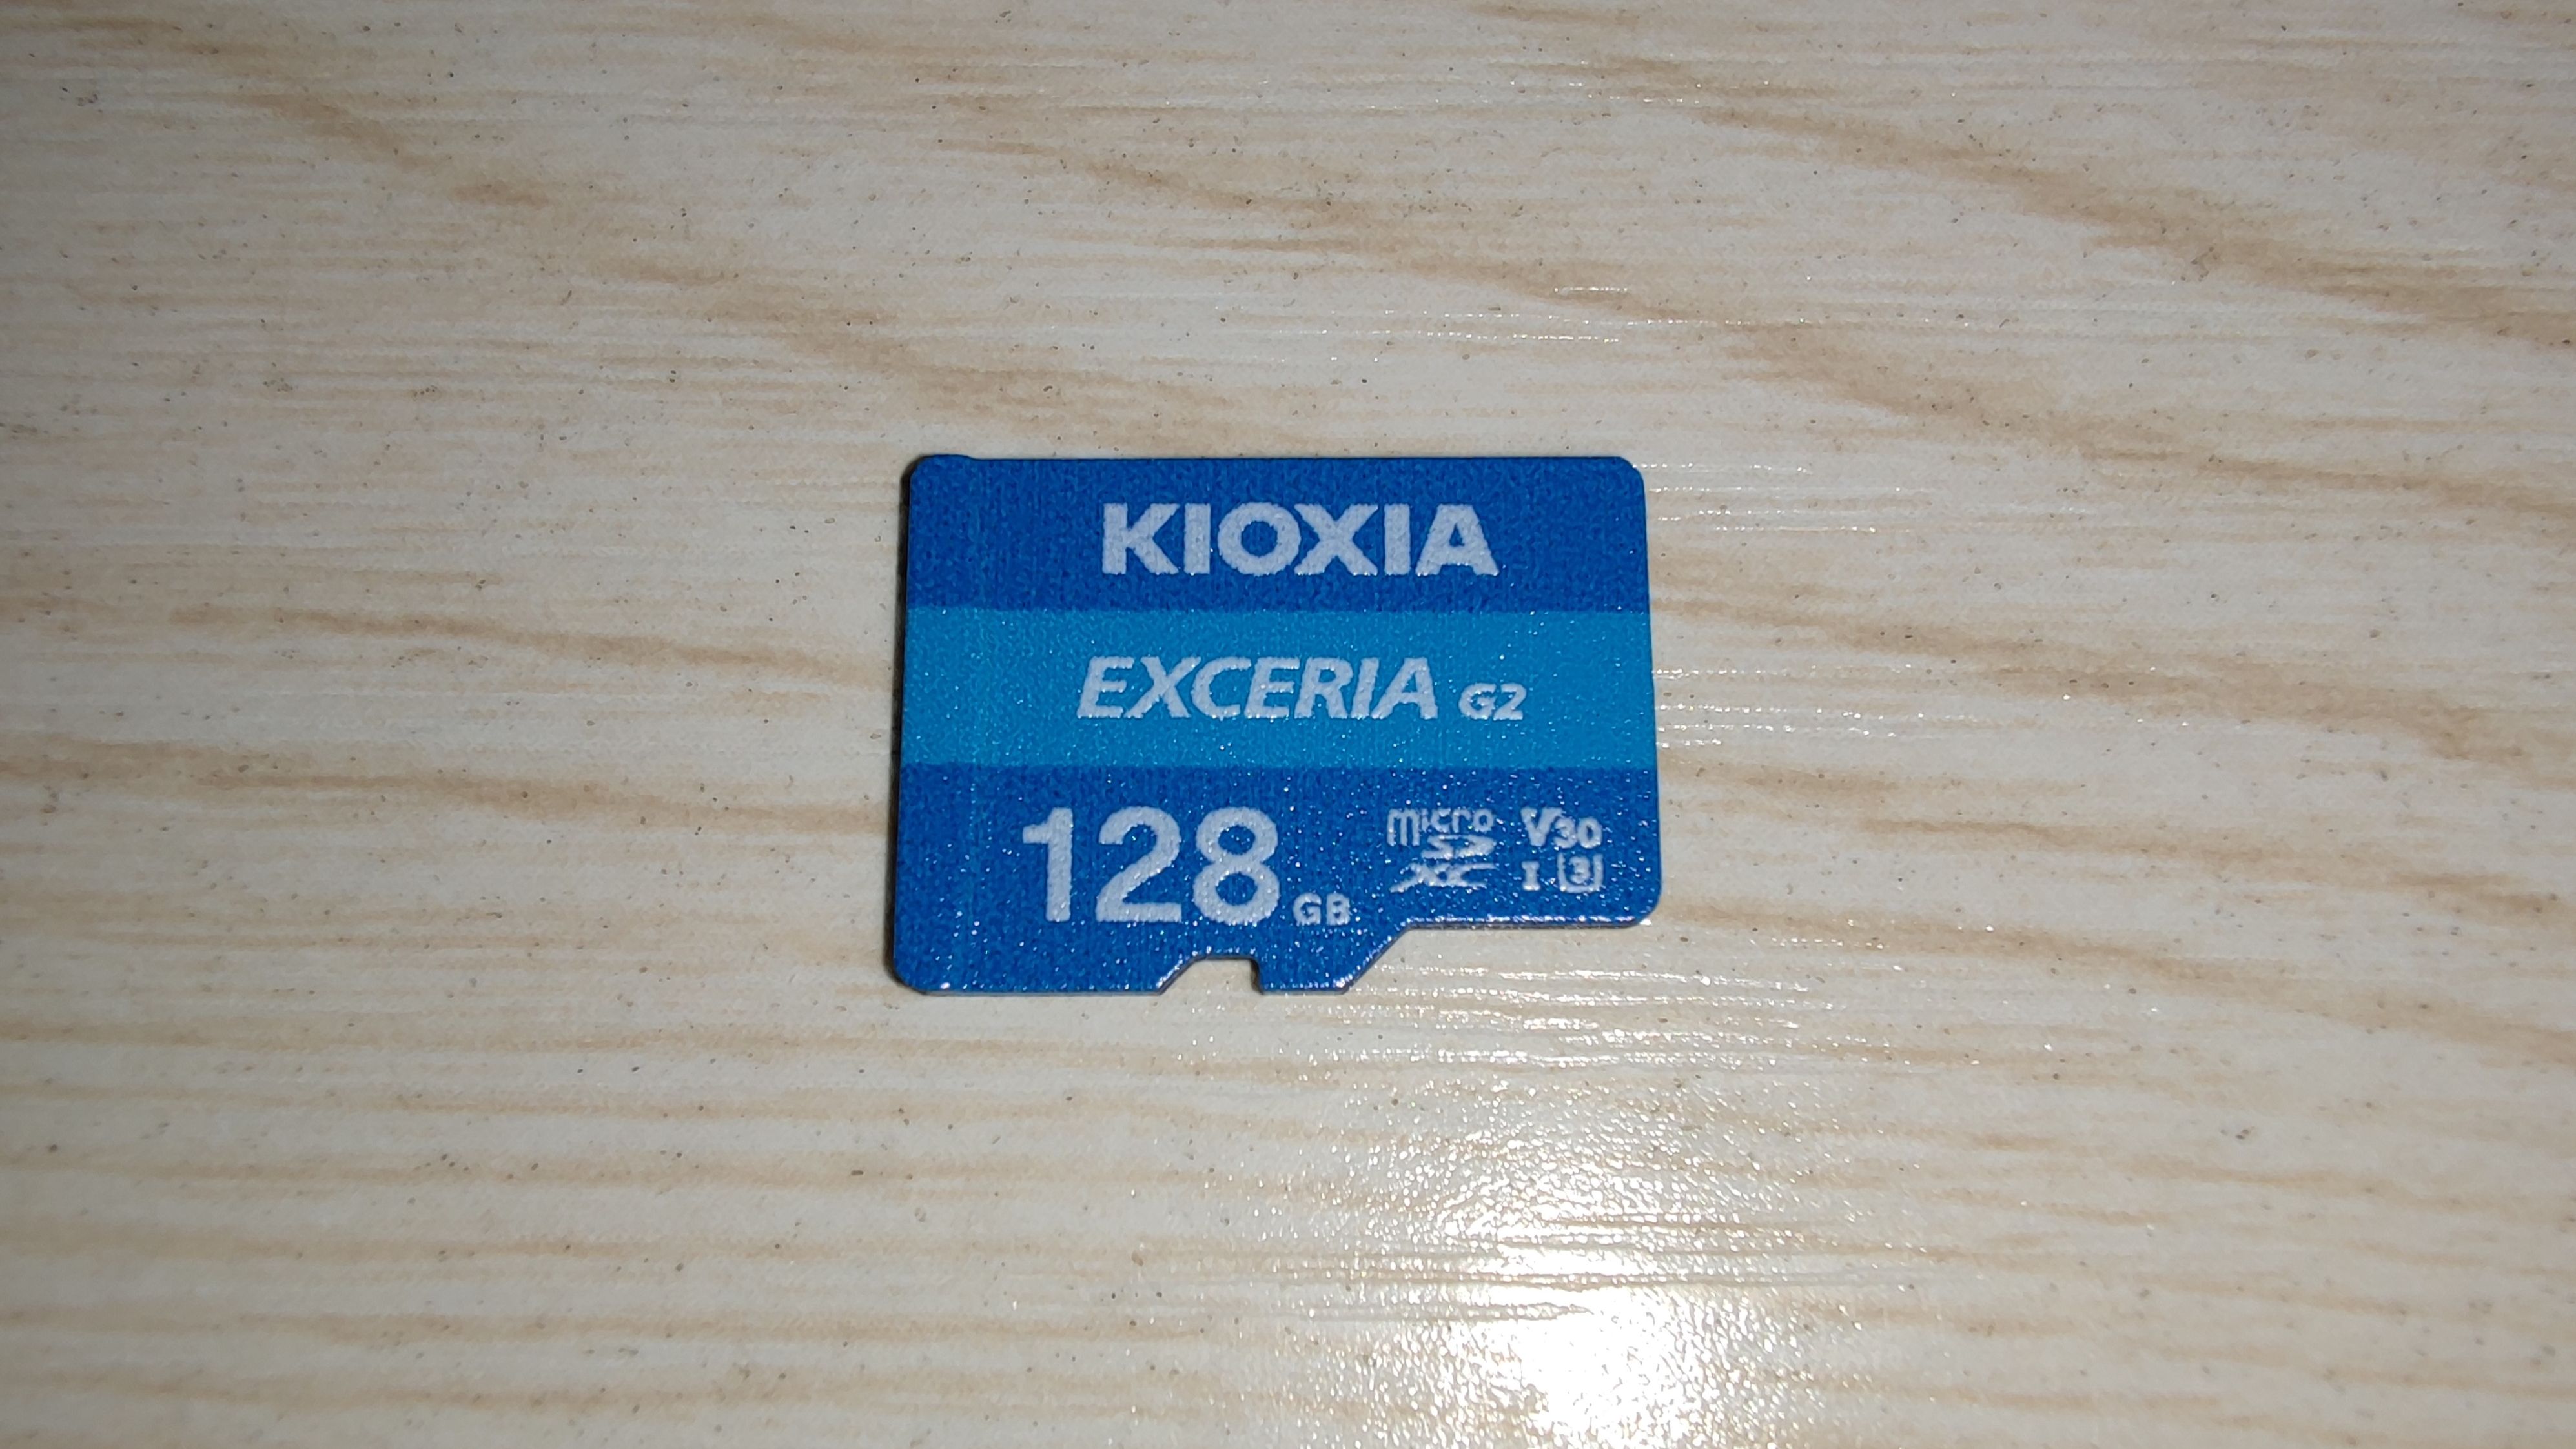 KIOXIA
EXCERIA G2
128 GB
micro SD XC
V30
I 3